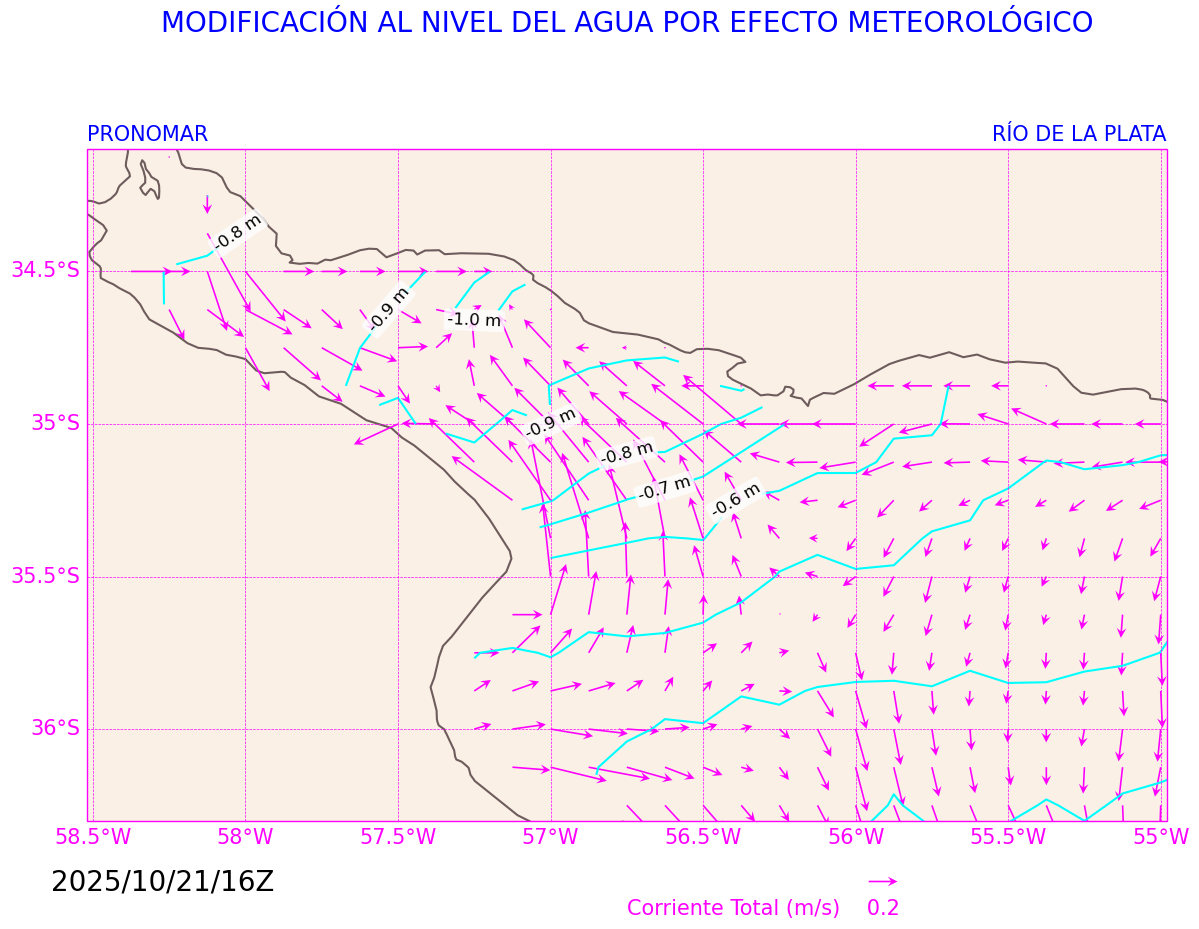 MODIFICACIÓN AL NIVEL DEL AGUA POR EFECTO METEOROLÓGICO
PRONOMAR
RÍO DE LA PLATA
-0.8 m
34.5°S
-0.9 m
-1.0 m
35°S
-0.9 m
-0.8 m
-0.7 m
-0.6 m
35.5°S
36°S
58.5°W 58°W 57.5°W 57°W 56.5°W 56°W 55.5°W 55°W
2025/10/21/16Z
Corriente Total (m/s) 0.2